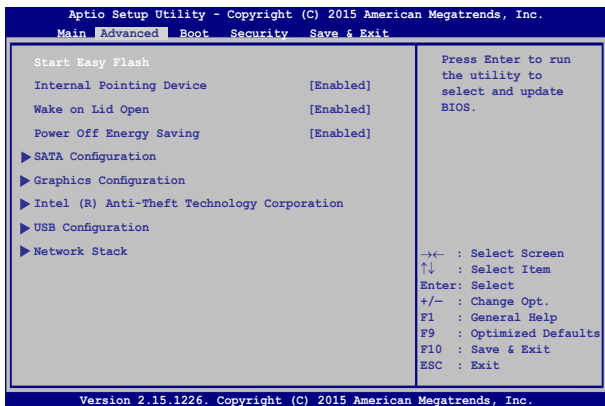 Aptio Setup Utility - Copyright (C) 2015 American Megatrends, Inc.
Main Advanced Boot Security Save & Exit
Start Easy Flash
Internal Pointing Device [Enabled]
Wake on Lid Open [Enabled]
Power Off Energy Saving [Enabled]
SATA Configuration
Graphics Configuration
Intel (R) Anti-Theft Technology Corporation
USB Configuration
Network Stack
Press Enter to run
the utility to
select and update
BIOS.
→← : Select Screen
↑↓ : Select Item
Enter: Select
+/— : Change Opt.
F1 : General Help
F9 : Optimized Defaults
F10 : Save & Exit
ESC : Exit
Version 2.15.1226. Copyright (C) 2015 American Megatrends, Inc.